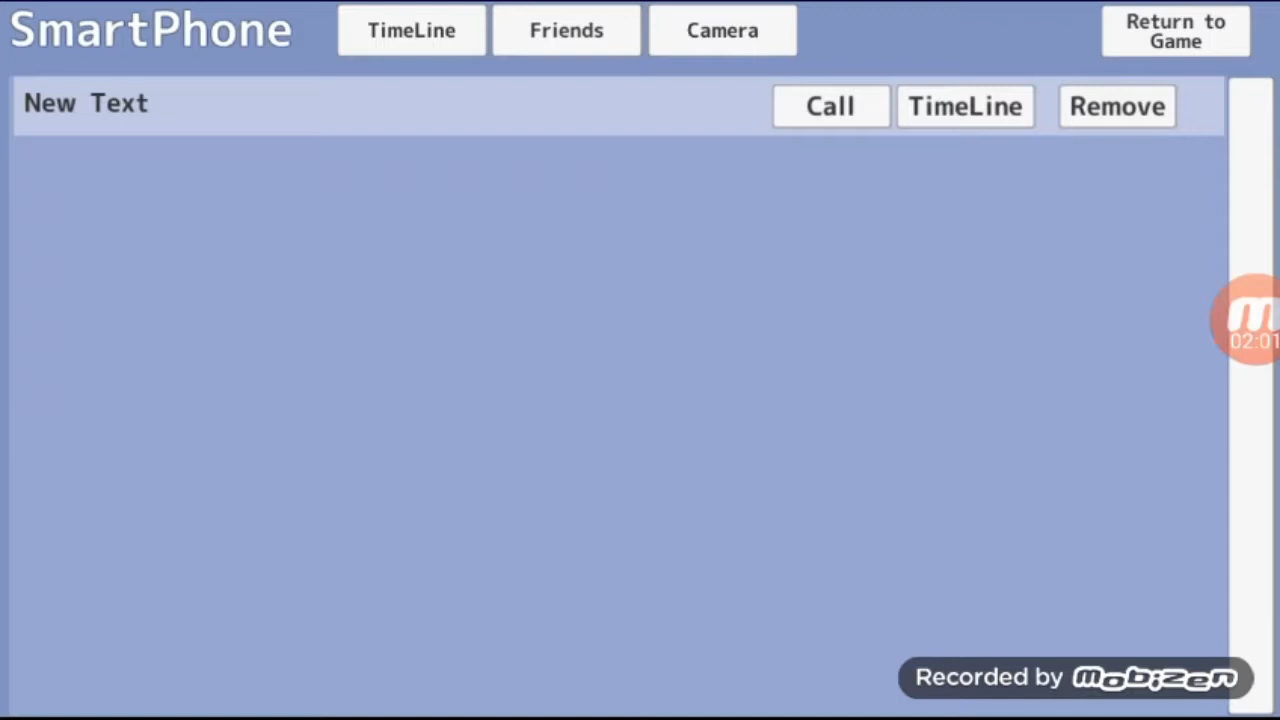 SmartPhone
TimeLine
Friends
Camera
Return to
Game
New Text
Call
TimeLine
Remove
m
02:01
Recorded by mobizen